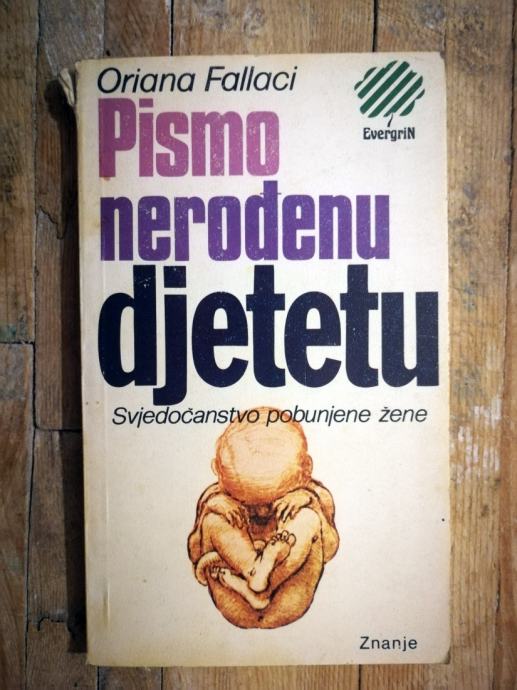 Oriana Fallaci
EvergriN
Pismo
nerođenu
djetetu
Svjedočanstvo pobunjene žene
Znanje